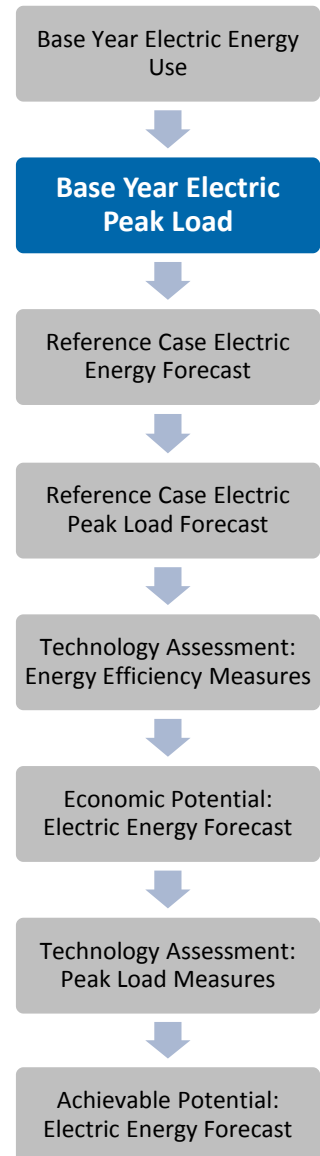 Base Year Electric Energy
Use
Base Year Electric
Peak Load
Reference Case Electric
Energy Forecast
Reference Case Electric
Peak Load Forecast
Technology Assessment:
Energy Efficiency Measures
Economic Potential:
Electric Energy Forecast
Technology Assessment:
Peak Load Measures
Achievable Potential:
Electric Energy Forecast